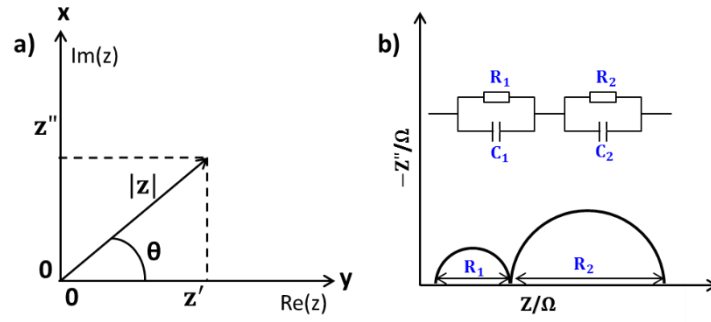 x
a)
Im(z)
z''
|z|
θ
0
0
z'
y
Re(z)
b)
R₁
R₂
C₁
C₂
−Z''/Ω
R₁
R₂
Z/Ω